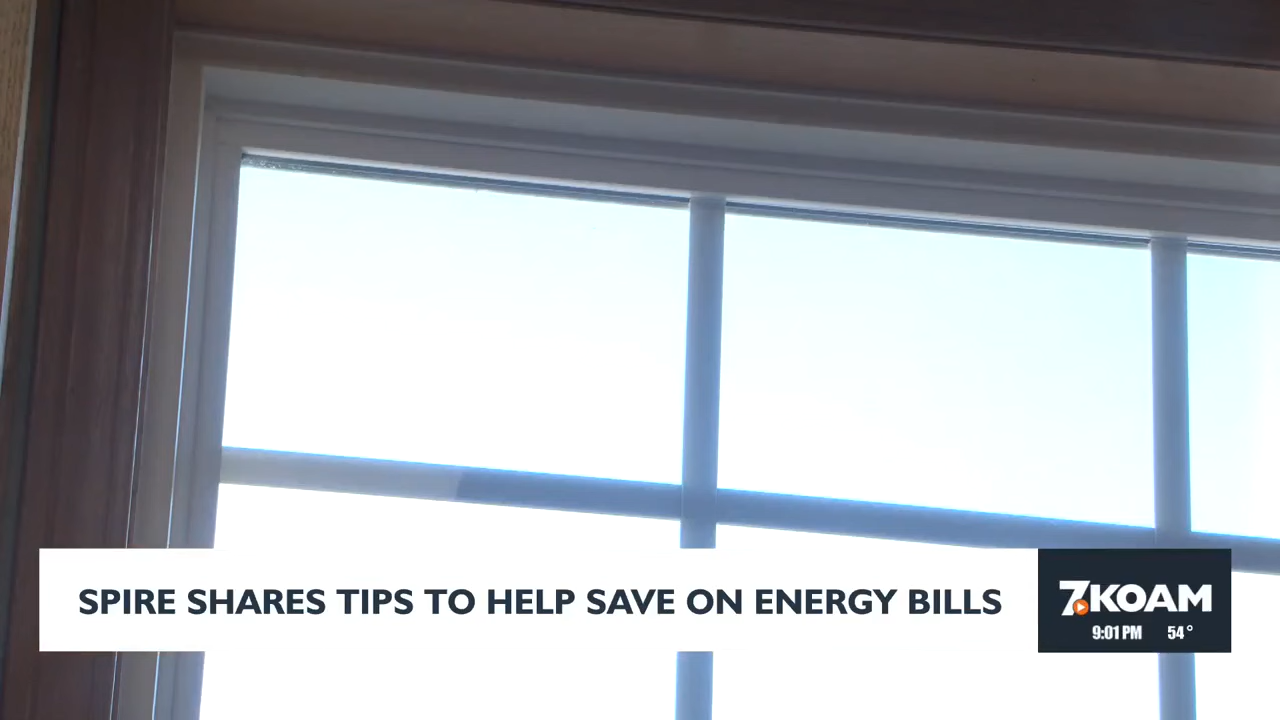 SPIRE SHARES TIPS TO HELP SAVE ON ENERGY BILLS
7KOAM
9:01 PM 54°